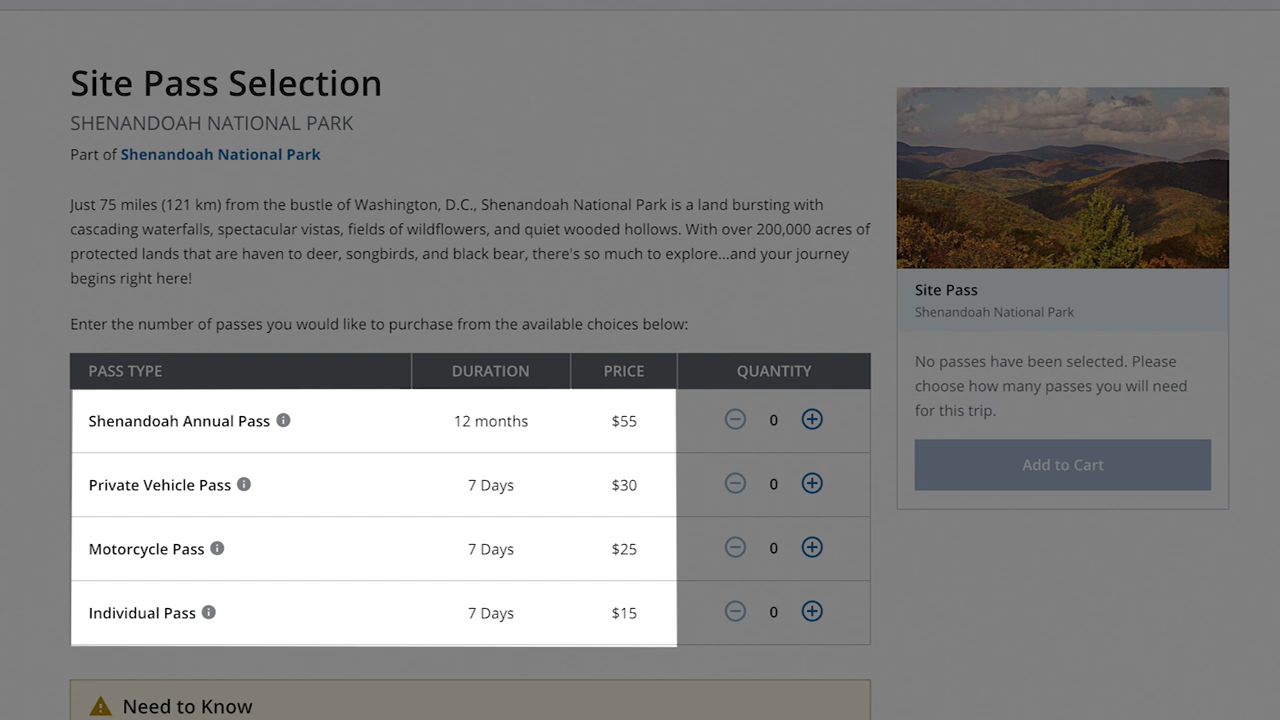 Site Pass Selection
SHENANDOAH NATIONAL PARK
Part of Shenandoah National Park
Just 75 miles (121 km) from the bustle of Washington, D.C., Shenandoah National Park is a land bursting with
cascading waterfalls, spectacular vistas, fields of wildflowers, and quiet wooded hollows. With over 200,000 acres of
protected lands that are haven to deer, songbirds, and black bear, there's so much to explore...and your journey
begins right here!
Enter the number of passes you would like to purchase from the available choices below:
PASS TYPE DURATION PRICE QUANTITY
Shenandoah Annual Pass 12 months $55 0
Private Vehicle Pass 7 Days $30 0
Motorcycle Pass 7 Days $25 0
Individual Pass 7 Days $15 0
Need to Know
Site Pass
Shenandoah National Park
No passes have been selected. Please
choose how many passes you will need
for this trip.
Add to Cart